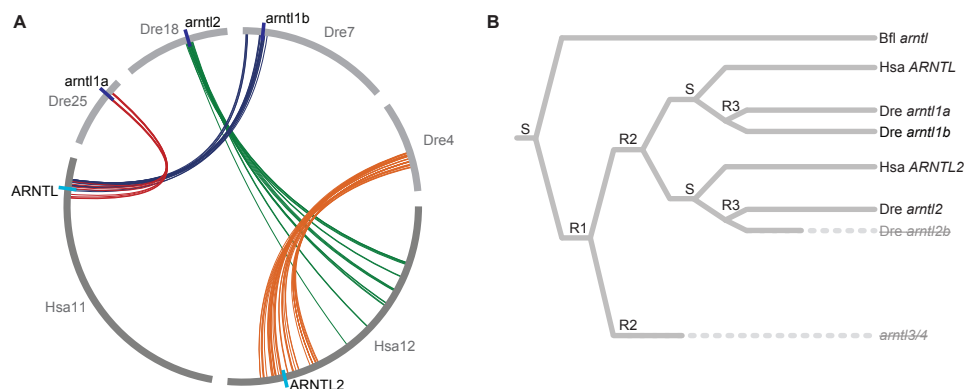 A
arntl2
arntl1b
Dre18
Dre7
arntl1a
Dre25
Dre4
ARNTL
Hsa11
Hsa12
ARNTL2
B
Bfl arntl
Hsa ARNTL
S
R3
Dre arntl1a
S
R2
Dre arntl1b
Hsa ARNTL2
S
R3
Dre arntl2
R1
Dre arntl2b
R2
arntl3/4